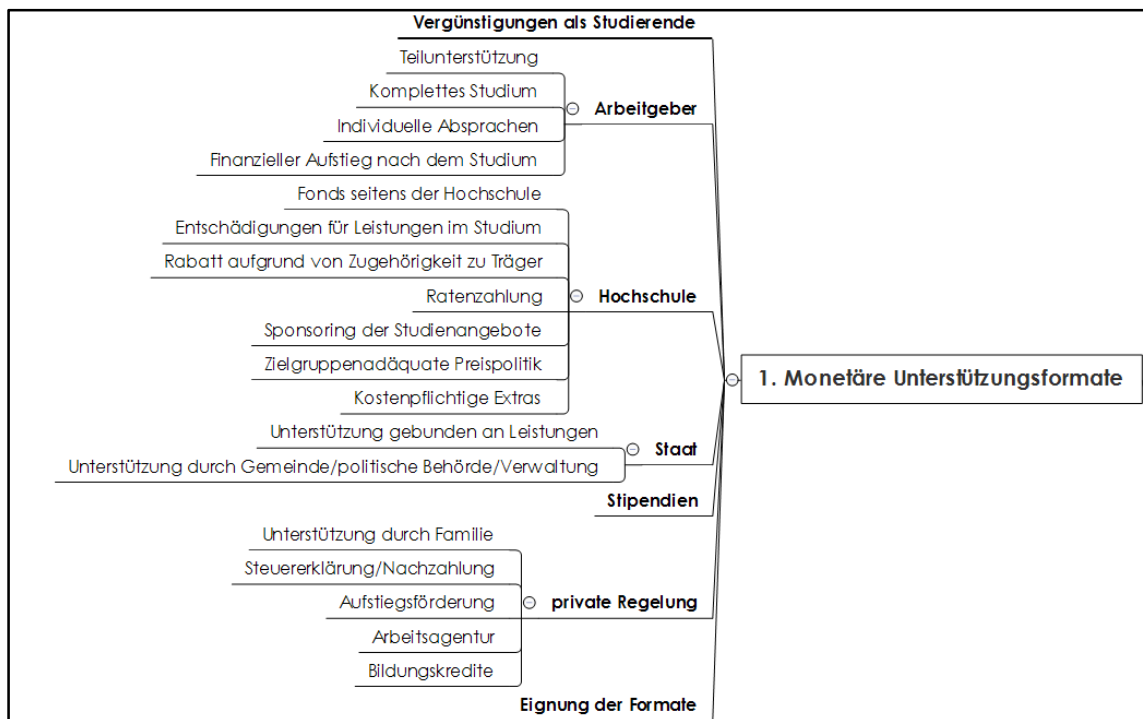 Vergünstigungen als Studierende
Teilunterstützung
Komplettes Studium
Individuelle Absprachen
Finanzieller Aufstieg nach dem Studium
Arbeitgeber
Fonds seitens der Hochschule
Entschädigungen für Leistungen im Studium
Rabatt aufgrund von Zugehörigkeit zu Träger
Ratenzahlung
Sponsoring der Studienangebote
Zielgruppenadäquate Preispolitik
Kostenpflichtige Extras
Hochschule
1. Monetäre Unterstützungsformate
Unterstützung gebunden an Leistungen
Unterstützung durch Gemeinde/politische Behörde/Verwaltung
Staat
Stipendien
Unterstützung durch Familie
Steuererklärung/Nachzahlung
Aufstiegsförderung
Arbeitsagentur
Bildungskredite
private Regelung
Eignung der Formate